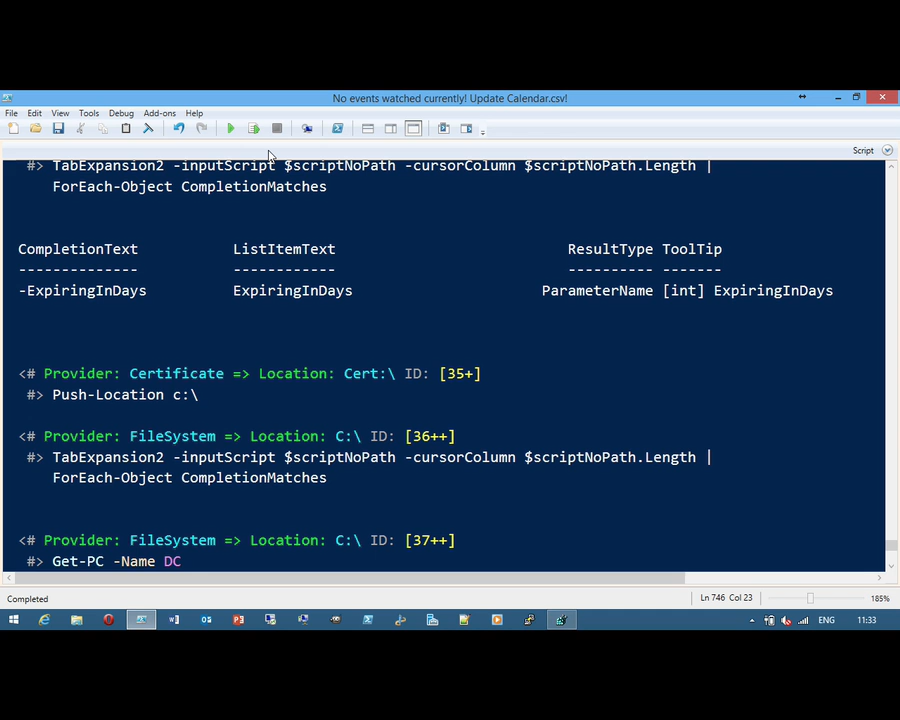 No events watched currently! Update Calendar.csv!
File Edit View Tools Debug Add-ons Help
Script
#> TabExpansion2 -inputScript $scriptNoPath -cursorColumn $scriptNoPath.Length |
ForEach-Object CompletionMatches
CompletionText ListItemText ResultType ToolTip
-------------- ------------ ---------- -------
-ExpiringInDays ExpiringInDays ParameterName [int] ExpiringInDays
<# Provider: Certificate => Location: Cert:\ ID: [35+]
#> Push-Location c:\
<# Provider: FileSystem => Location: C:\ ID: [36++]
#> TabExpansion2 -inputScript $scriptNoPath -cursorColumn $scriptNoPath.Length |
ForEach-Object CompletionMatches
<# Provider: FileSystem => Location: C:\ ID: [37++]
#> Get-PC -Name DC
Completed Ln 746 Col 23 185%
ENG 11:33